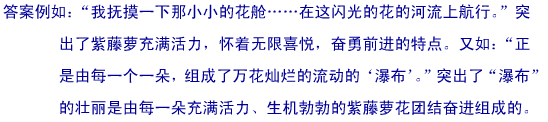 答案例如：“我抚摸一下那小小的花舱……在这闪光的花的河流上航行。”突
出了紫藤萝充满活力，怀着无限喜悦，奋勇前进的特点。又如：“正
是由每一个一朵，组成了万花灿烂的流动的‘瀑布’。”突出了“瀑布”
的壮丽是由每一朵充满活力、生机勃勃的紫藤萝花团结奋进组成的。